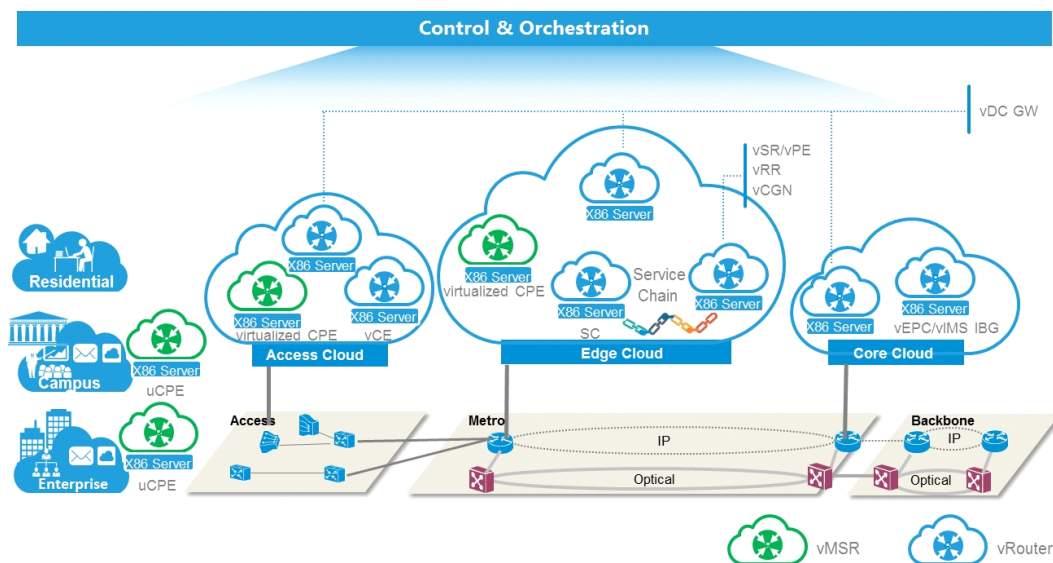 Control & Orchestration
vDC GW
vSR/vPE
vRR
vCGN
X86 Server
X86 Server
X86 Server
virtualized CPE
X86 Server
virtualized CPE
X86 Server
vCE
X86 Server
SC
Service
Chain
X86 Server
X86 Server
X86 Server
vEPC/vIMS IBG
Residential
Campus
X86 Server
uCPE
Enterprise
X86 Server
uCPE
Access Cloud
Edge Cloud
Core Cloud
Access
Metro
IP
Optical
Backbone
IP
Optical
vMSR
vRouter